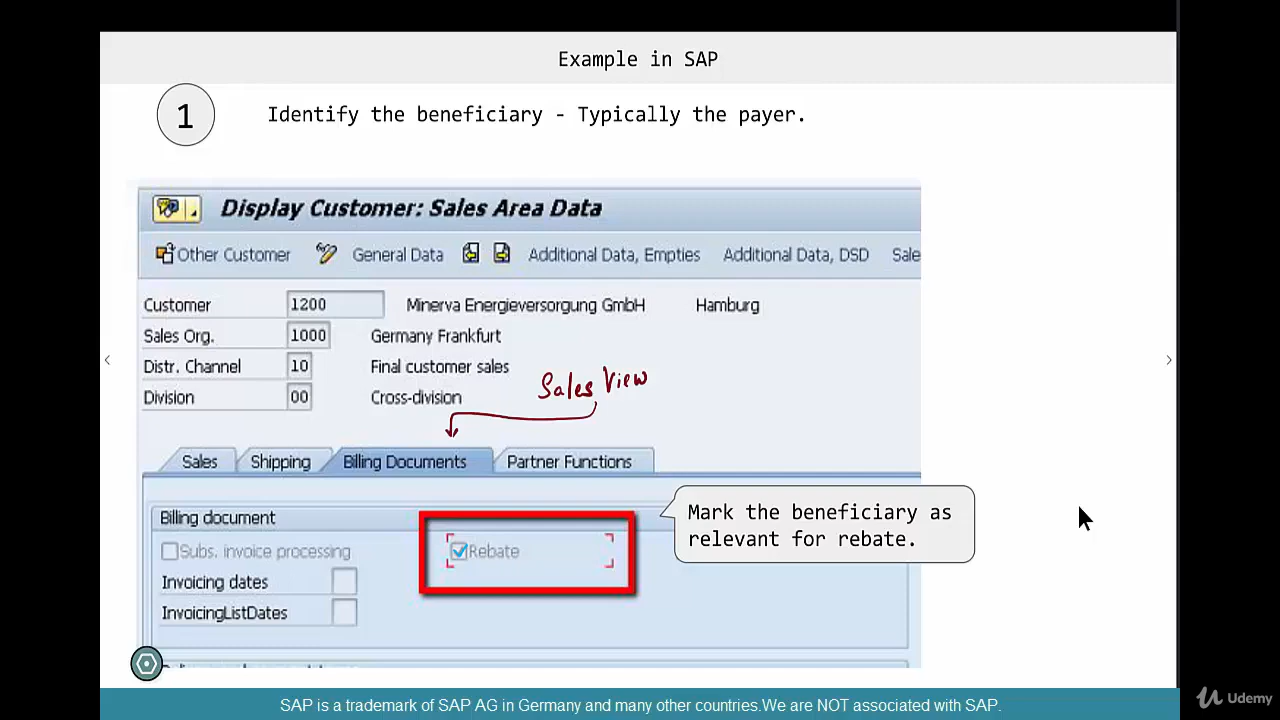 Example in SAP
1
Identify the beneficiary - Typically the payer.
Display Customer: Sales Area Data
Other Customer General Data Additional Data, Empties Additional Data, DSD Sale
Customer 1200 Minerva Energieversorgung GmbH Hamburg
Sales Org. 1000 Germany Frankfurt
Distr. Channel 10 Final customer sales
Division 00 Cross-division
Sales View
Sales Shipping Billing Documents Partner Functions
Billing document
Subs. invoice processing Rebate
Invoicing dates
InvoicingListDates
Mark the beneficiary as
relevant for rebate.
SAP is a trademark of SAP AG in Germany and many other countries.We are NOT associated with SAP.
Udemy